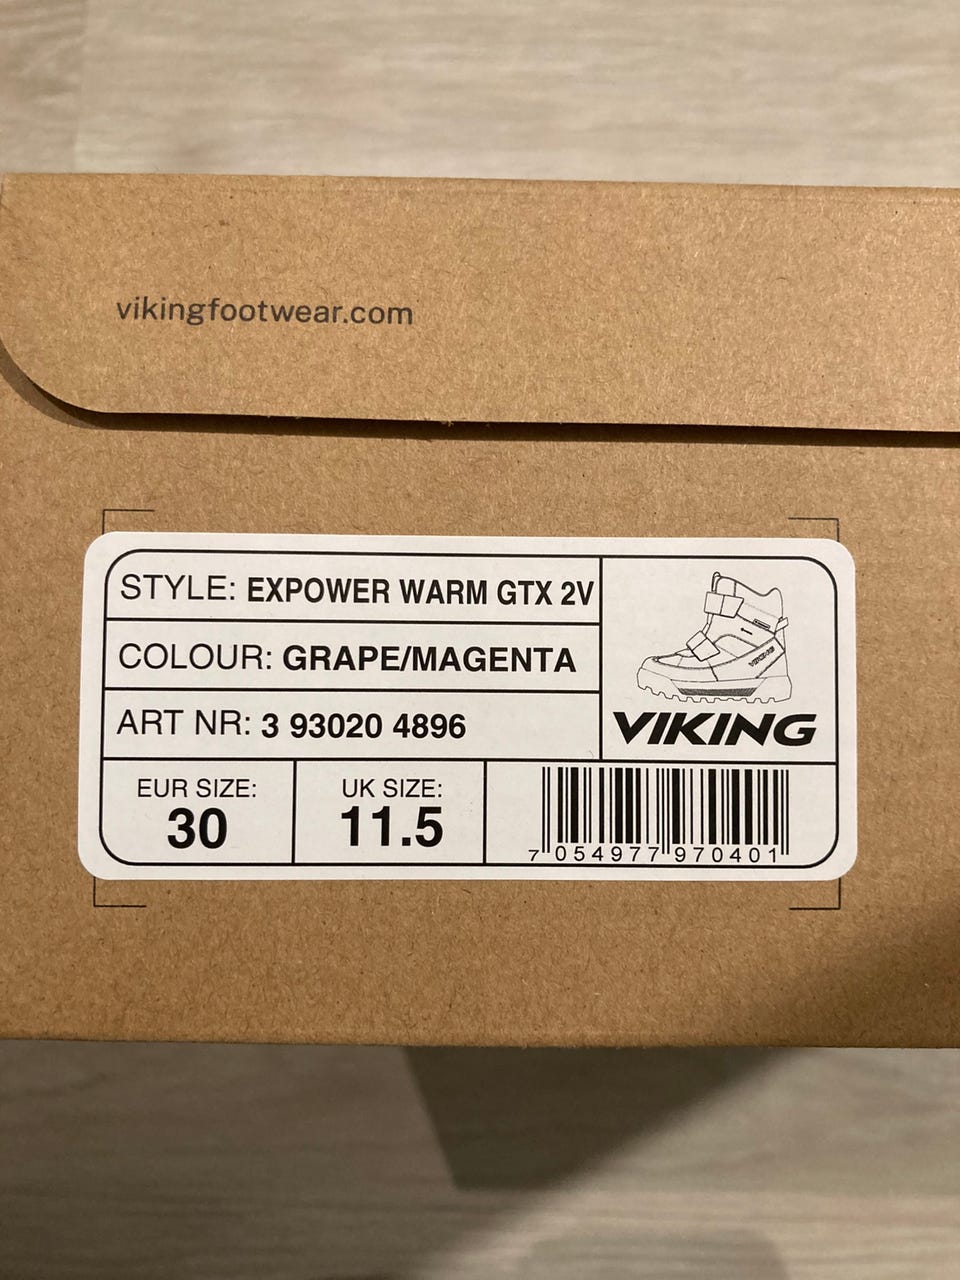 vikingfootwear.com
STYLE: EXPOWER WARM GTX 2V
COLOUR: GRAPE/MAGENTA
ART NR: 3 93020 4896
VIKING
VIKING
EUR SIZE:
30
UK SIZE:
11.5
7 054977 970401